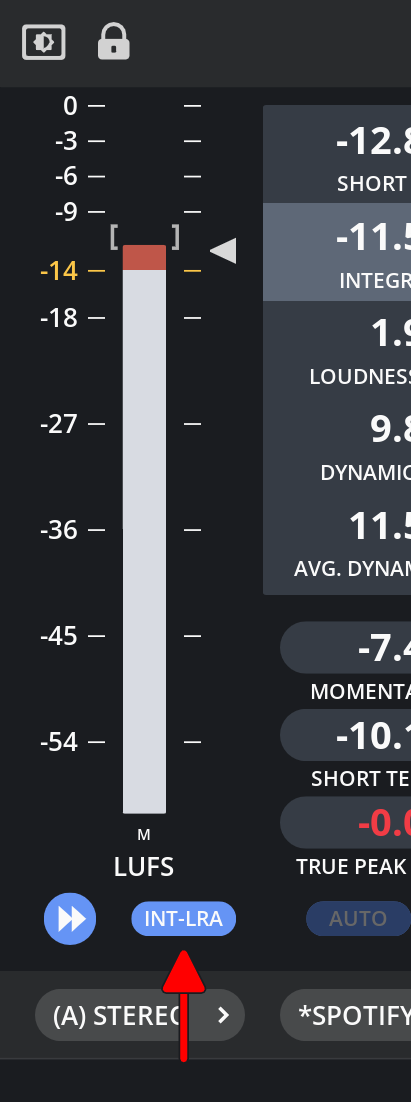 0
-3
-6
-9
-14
-18
-27
-36
-45
-54
M
LUFS
INT-LRA
-12.8
SHORT
-11.5
INTEGR
1.9
LOUDNESS
9.8
DYNAMIC
11.5
AVG. DYNAM
-7.4
MOMENTA
-10.1
SHORT TE
-0.0
TRUE PEAK
AUTO
(A) STEREO
*SPOTIFY